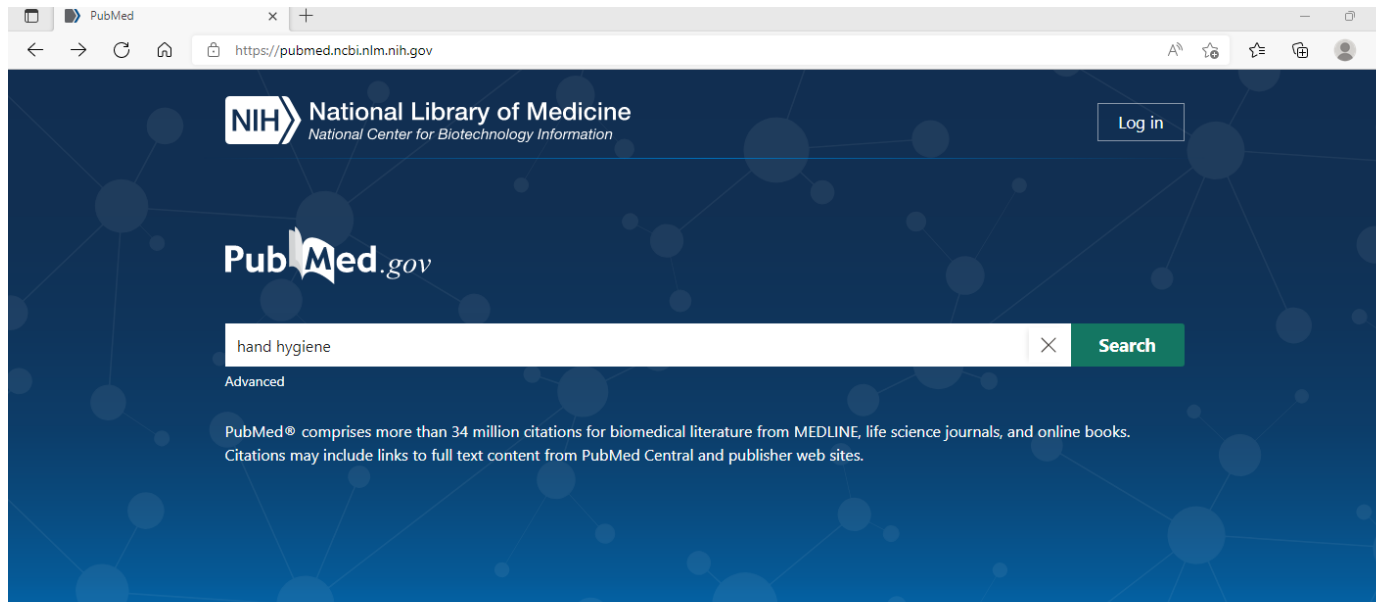 PubMed
https://pubmed.ncbi.nlm.nih.gov
NIH
National Library of Medicine
National Center for Biotechnology Information
Log in
PubMed.gov
hand hygiene
Search
Advanced
PubMed® comprises more than 34 million citations for biomedical literature from MEDLINE, life science journals, and online books.
Citations may include links to full text content from PubMed Central and publisher web sites.